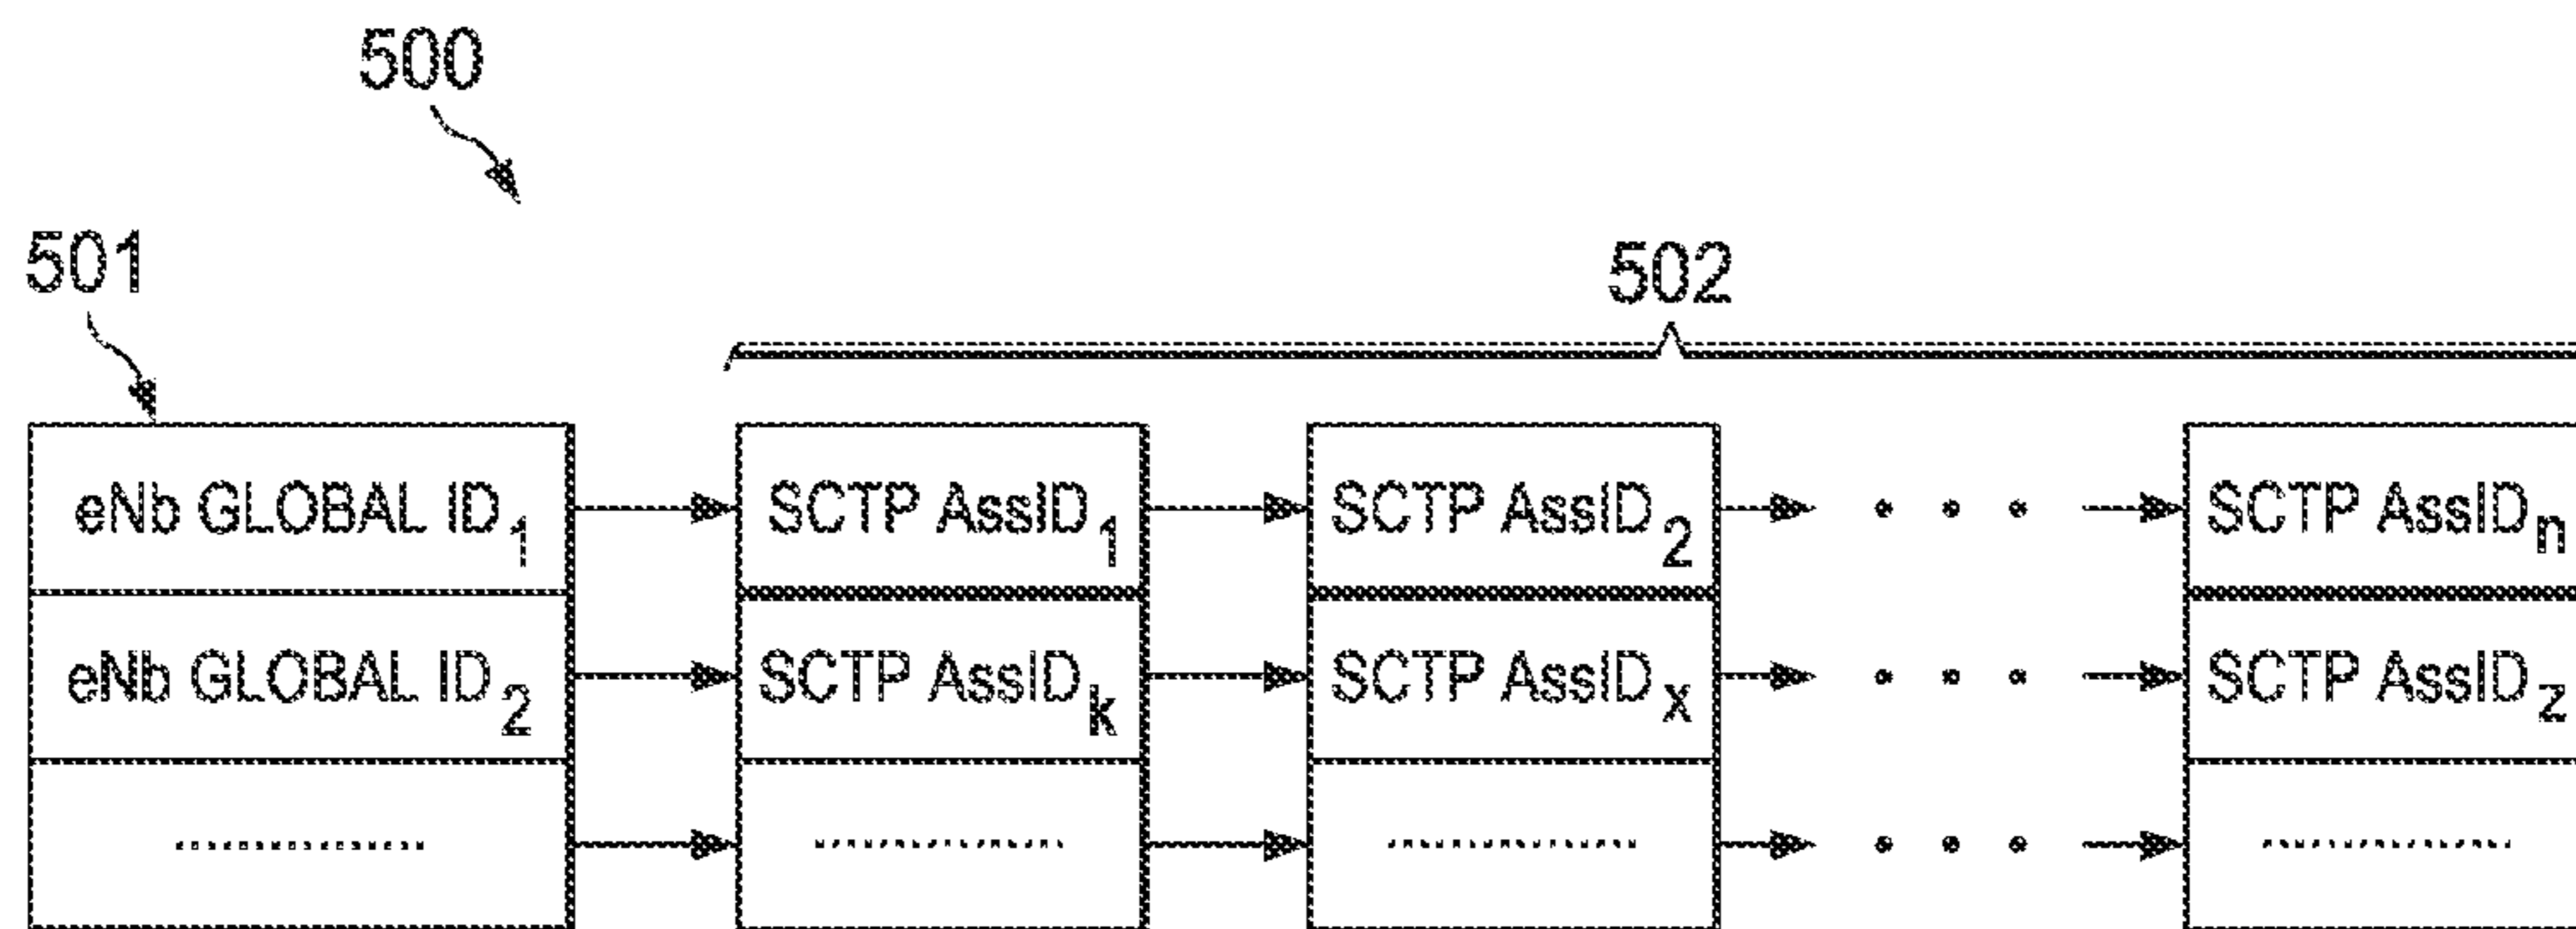 500
501
502
eNb GLOBAL ID₁ SCTP AssID₁ SCTP AssID₂ • • • SCTP AssIDₙ
eNb GLOBAL ID₂ SCTP AssIDₖ SCTP AssIDₓ • • • SCTP AssID_z
............... ............... ............... • • • ...............